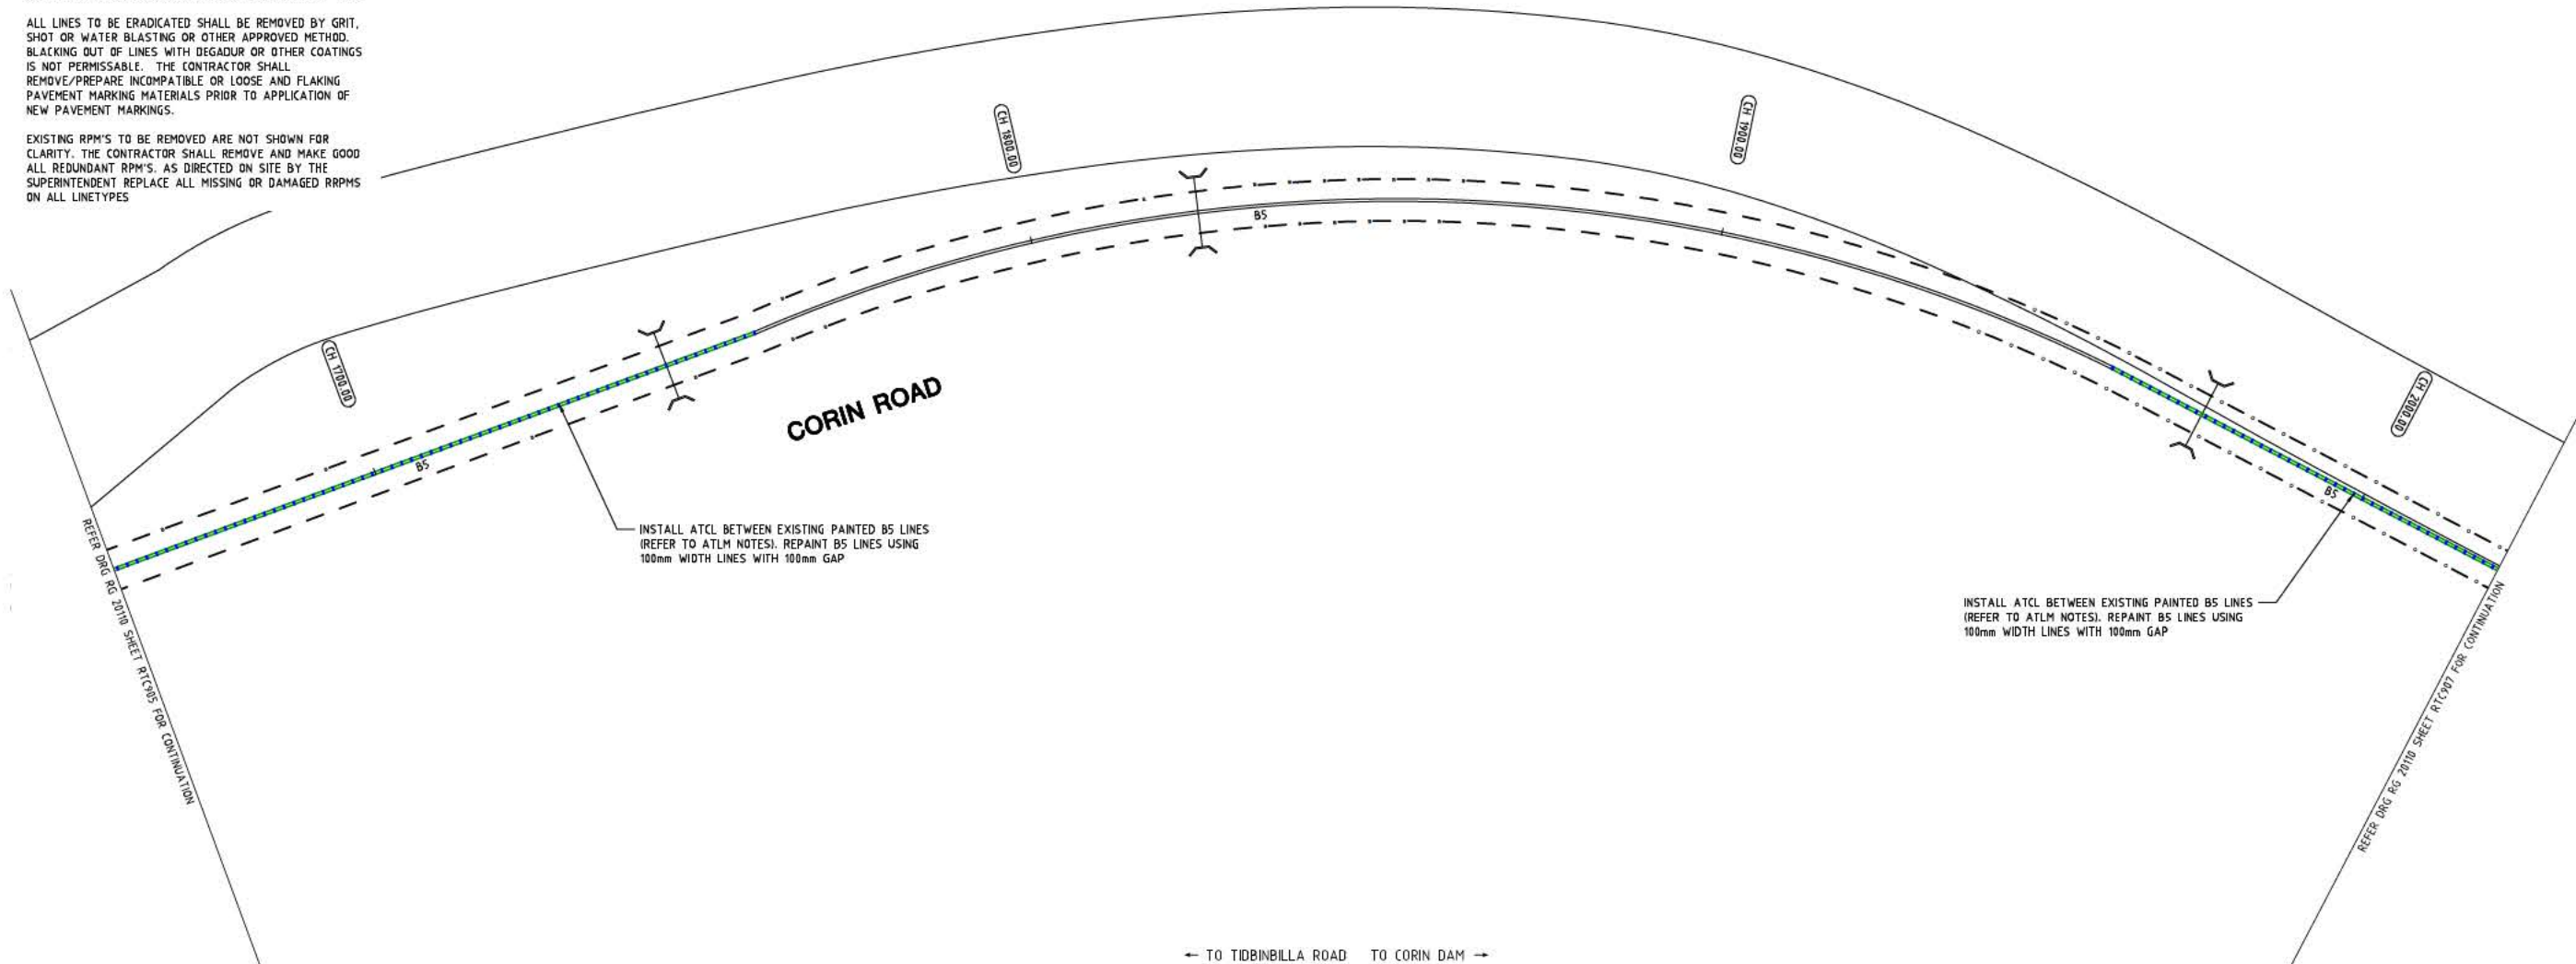 ALL LINES TO BE ERADICATED SHALL BE REMOVED BY GRIT,
SHOT OR WATER BLASTING OR OTHER APPROVED METHOD.
BLACKING OUT OF LINES WITH DEGADUR OR OTHER COATINGS
IS NOT PERMISSABLE. THE CONTRACTOR SHALL
REMOVE/PREPARE INCOMPATIBLE OR LOOSE AND FLAKING
PAVEMENT MARKING MATERIALS PRIOR TO APPLICATION OF
NEW PAVEMENT MARKINGS.
EXISTING RPM'S TO BE REMOVED ARE NOT SHOWN FOR
CLARITY. THE CONTRACTOR SHALL REMOVE AND MAKE GOOD
ALL REDUNDANT RPM'S. AS DIRECTED ON SITE BY THE
SUPERINTENDENT REPLACE ALL MISSING OR DAMAGED RRPMS
ON ALL LINETYPES
CH 1700.00
CH 1800.00
CH 1900.00
CH 2000.00
B5
B5
B5
CORIN ROAD
INSTALL ATCL BETWEEN EXISTING PAINTED B5 LINES
(REFER TO ATLM NOTES). REPAINT B5 LINES USING
100mm WIDTH LINES WITH 100mm GAP
INSTALL ATCL BETWEEN EXISTING PAINTED B5 LINES
(REFER TO ATLM NOTES). REPAINT B5 LINES USING
100mm WIDTH LINES WITH 100mm GAP
REFER DRG RG 20110 SHEET RTC905 FOR CONTINUATION
REFER DRG RG 20110 SHEET RTC907 FOR CONTINUATION
← TO TIDBINBILLA ROAD TO CORIN DAM →